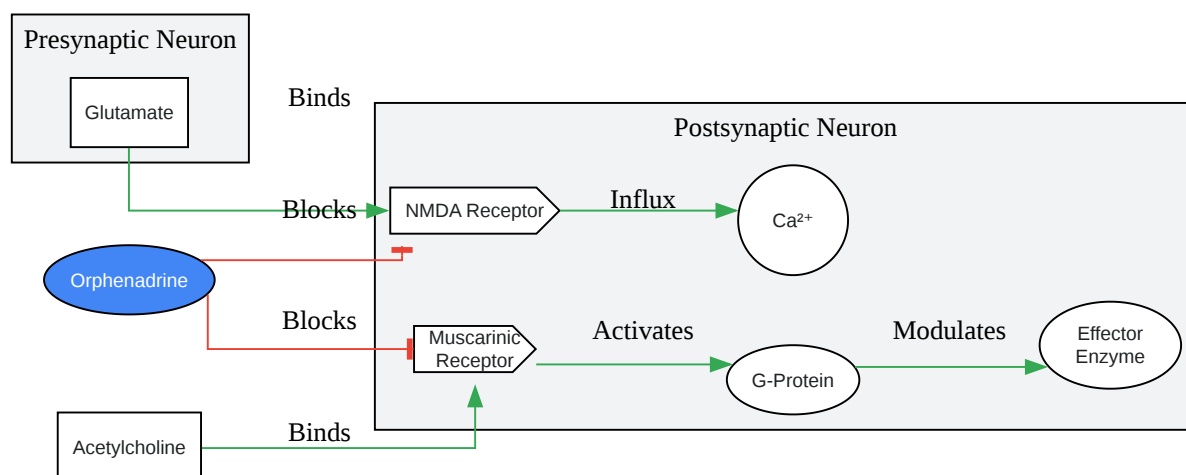 Presynaptic Neuron
Glutamate
Binds
Postsynaptic Neuron
Blocks
NMDA Receptor
Influx
Ca²⁺
Orphenadrine
Blocks
Muscarinic
Receptor
Activates
G-Protein
Modulates
Effector
Enzyme
Acetylcholine
Binds